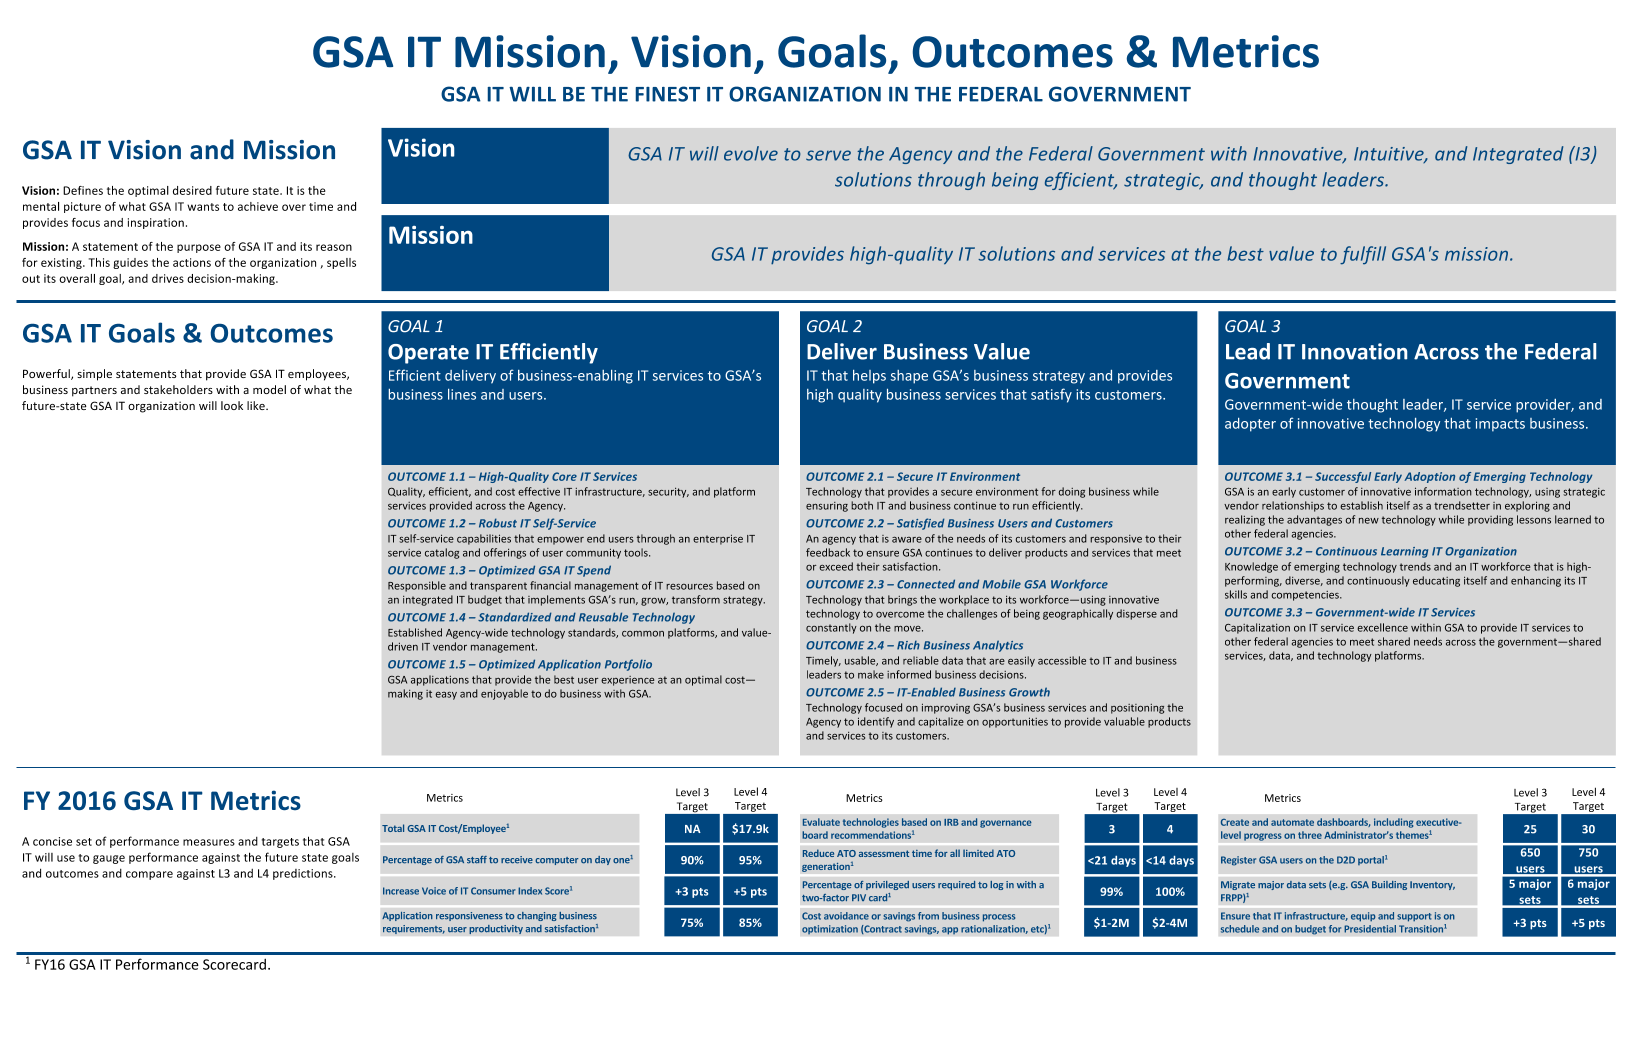 GSA IT Mission, Vision, Goals, Outcomes & Metrics
GSA IT WILL BE THE FINEST IT ORGANIZATION IN THE FEDERAL GOVERNMENT
GSA IT Vision and Mission
Vision: Defines the optimal desired future state. It is the
mental picture of what GSA IT wants to achieve over time and
provides focus and inspiration.
Mission: A statement of the purpose of GSA IT and its reason
for existing. This guides the actions of the organization , spells
out its overall goal, and drives decision-making.
Vision
GSA IT will evolve to serve the Agency and the Federal Government with Innovative, Intuitive, and Integrated (I3)
solutions through being efficient, strategic, and thought leaders.
Mission
GSA IT provides high-quality IT solutions and services at the best value to fulfill GSA's mission.
GSA IT Goals & Outcomes
Powerful, simple statements that provide GSA IT employees,
business partners and stakeholders with a model of what the
future-state GSA IT organization will look like.
GOAL 1
Operate IT Efficiently
Efficient delivery of business-enabling IT services to GSA’s
business lines and users.
OUTCOME 1.1 – High-Quality Core IT Services
Quality, efficient, and cost effective IT infrastructure, security, and platform
services provided across the Agency.
OUTCOME 1.2 – Robust IT Self-Service
IT self-service capabilities that empower end users through an enterprise IT
service catalog and offerings of user community tools.
OUTCOME 1.3 – Optimized GSA IT Spend
Responsible and transparent financial management of IT resources based on
an integrated IT budget that implements GSA’s run, grow, transform strategy.
OUTCOME 1.4 – Standardized and Reusable Technology
Established Agency-wide technology standards, common platforms, and value-
driven IT vendor management.
OUTCOME 1.5 – Optimized Application Portfolio
GSA applications that provide the best user experience at an optimal cost—
making it easy and enjoyable to do business with GSA.
GOAL 2
Deliver Business Value
IT that helps shape GSA’s business strategy and provides
high quality business services that satisfy its customers.
OUTCOME 2.1 – Secure IT Environment
Technology that provides a secure environment for doing business while
ensuring both IT and business continue to run efficiently.
OUTCOME 2.2 – Satisfied Business Users and Customers
An agency that is aware of the needs of its customers and responsive to their
feedback to ensure GSA continues to deliver products and services that meet
or exceed their satisfaction.
OUTCOME 2.3 – Connected and Mobile GSA Workforce
Technology that brings the workplace to its workforce—using innovative
technology to overcome the challenges of being geographically disperse and
constantly on the move.
OUTCOME 2.4 – Rich Business Analytics
Timely, usable, and reliable data that are easily accessible to IT and business
leaders to make informed business decisions.
OUTCOME 2.5 – IT-Enabled Business Growth
Technology focused on improving GSA’s business services and positioning the
Agency to identify and capitalize on opportunities to provide valuable products
and services to its customers.
GOAL 3
Lead IT Innovation Across the Federal
Government
Government-wide thought leader, IT service provider, and
adopter of innovative technology that impacts business.
OUTCOME 3.1 – Successful Early Adoption of Emerging Technology
GSA is an early customer of innovative information technology, using strategic
vendor relationships to establish itself as a trendsetter in exploring and
realizing the advantages of new technology while providing lessons learned to
other federal agencies.
OUTCOME 3.2 – Continuous Learning IT Organization
Knowledge of emerging technology trends and an IT workforce that is high-
performing, diverse, and continuously educating itself and enhancing its IT
skills and competencies.
OUTCOME 3.3 – Government-wide IT Services
Capitalization on IT service excellence within GSA to provide IT services to
other federal agencies to meet shared needs across the government—shared
services, data, and technology platforms.
FY 2016 GSA IT Metrics
A concise set of performance measures and targets that GSA
IT will use to gauge performance against the future state goals
and outcomes and compare against L3 and L4 predictions.
Metrics
Level 3
Target
Level 4
Target
Total GSA IT Cost/Employee¹
NA
$17.9k
Percentage of GSA staff to receive computer on day one¹
90%
95%
Increase Voice of IT Consumer Index Score¹
+3 pts
+5 pts
Application responsiveness to changing business
requirements, user productivity and satisfaction¹
75%
85%
Metrics
Level 3
Target
Level 4
Target
Evaluate technologies based on IRB and governance
board recommendations¹
3
4
Reduce ATO assessment time for all limited ATO
generation¹
<21 days
<14 days
Percentage of privileged users required to log in with a
two-factor PIV card¹
99%
100%
Cost avoidance or savings from business process
optimization (Contract savings, app rationalization, etc)¹
$1-2M
$2-4M
Metrics
Level 3
Target
Level 4
Target
Create and automate dashboards, including executive-
level progress on three Administrator’s themes¹
25
30
Register GSA users on the D2D portal¹
650
users
750
users
Migrate major data sets (e.g. GSA Building Inventory,
FRPP)¹
5 major
sets
6 major
sets
Ensure that IT infrastructure, equip and support is on
schedule and on budget for Presidential Transition¹
+3 pts
+5 pts
¹ FY16 GSA IT Performance Scorecard.